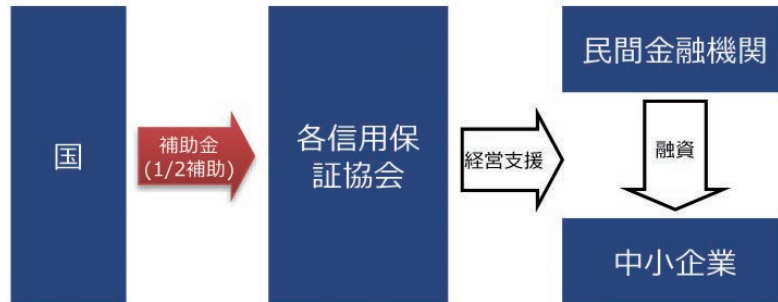 国
補助金
(1/2補助)
各信用保
証協会
経営支援
民間金融機関
融資
中小企業